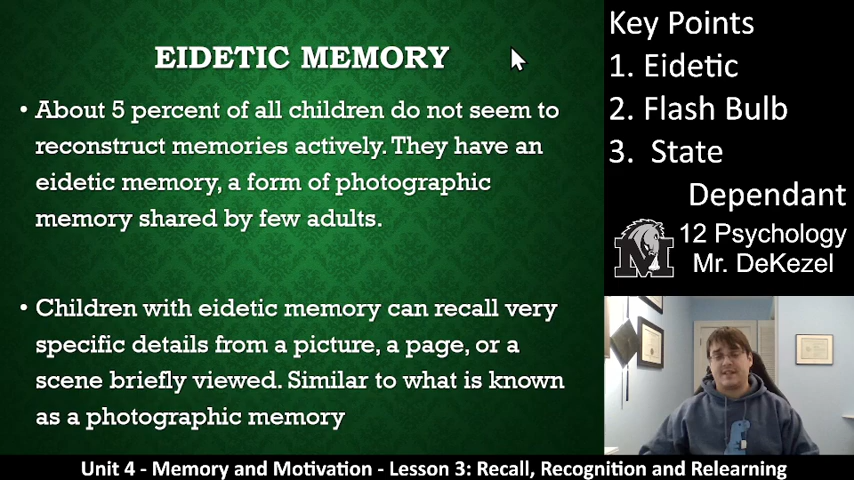 EIDETIC MEMORY
• About 5 percent of all children do not seem to
reconstruct memories actively. They have an
eidetic memory, a form of photographic
memory shared by few adults.
• Children with eidetic memory can recall very
specific details from a picture, a page, or a
scene briefly viewed. Similar to what is known
as a photographic memory
Key Points
1. Eidetic
2. Flash Bulb
3. State
Dependant
M
12 Psychology
Mr. DeKezel
Unit 4 - Memory and Motivation - Lesson 3: Recall, Recognition and Relearning